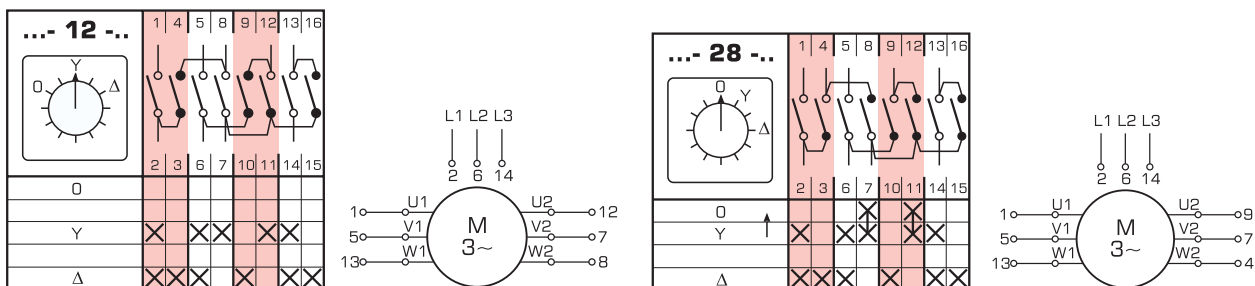 ...- 12 -..
1 4 5 8 9 12 13 16
0 Y Δ
2 3 6 7 10 11 14 15
0
Y
Δ
L1 L2 L3
2 6 14
1 U1 U2 12
5 V1 M V2 7
3~
13 W1 W2 8
...- 28 -..
1 4 5 8 9 12 13 16
0 Y Δ
2 3 6 7 10 11 14 15
0
Y
Δ
L1 L2 L3
2 6 14
1 U1 U2 9
5 V1 M V2 7
3~
13 W1 W2 4